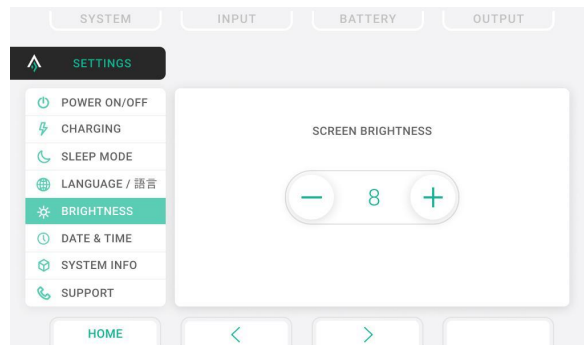 SYSTEM INPUT BATTERY OUTPUT
SETTINGS
POWER ON/OFF
CHARGING
SLEEP MODE
LANGUAGE / 語言
BRIGHTNESS
DATE & TIME
SYSTEM INFO
SUPPORT
SCREEN BRIGHTNESS
− 8 +
HOME < >